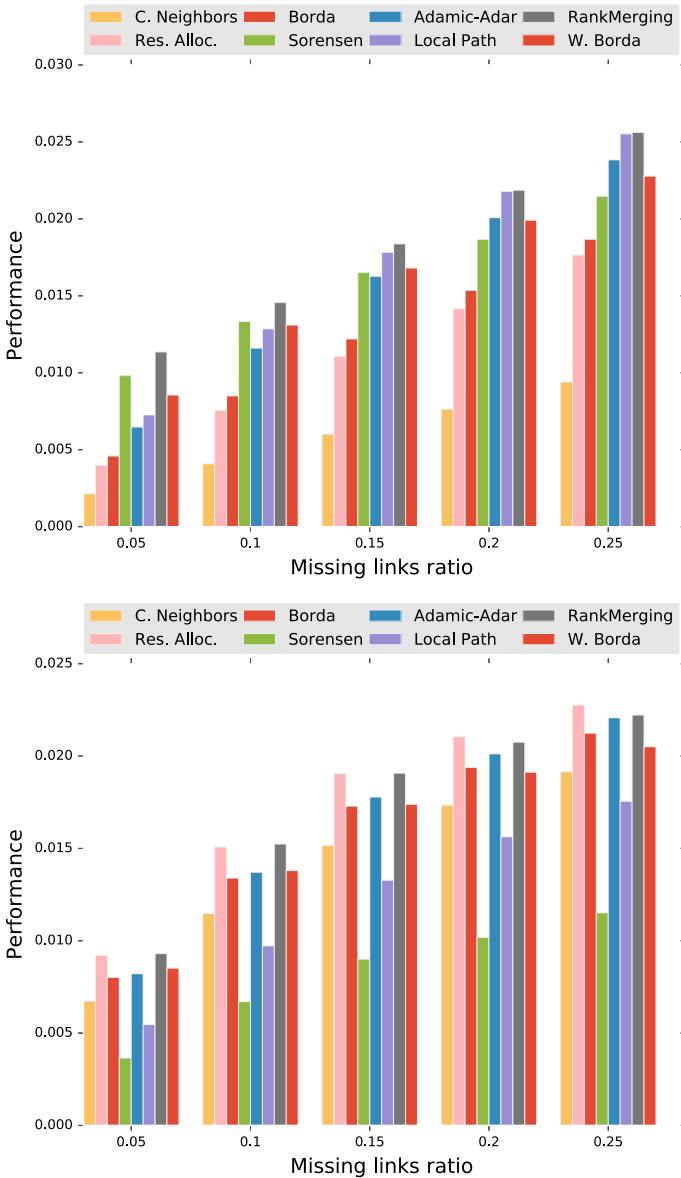 C. Neighbors Borda Adamic-Adar RankMerging
Res. Alloc. Sorensen Local Path W. Borda
0.030
0.025
0.020
0.015
0.010
0.005
0.000
Performance
0.05 0.1 0.15 0.2 0.25
Missing links ratio
C. Neighbors Borda Adamic-Adar RankMerging
Res. Alloc. Sorensen Local Path W. Borda
0.025
0.020
0.015
0.010
0.005
0.000
Performance
0.05 0.1 0.15 0.2 0.25
Missing links ratio